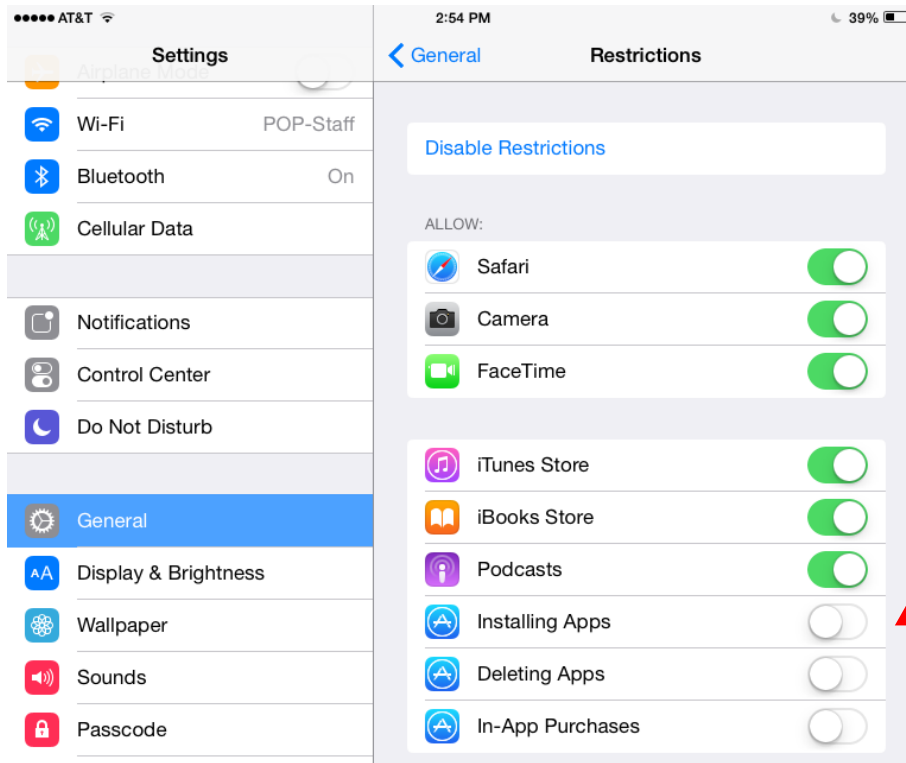 AT&T 2:54 PM 39%
Settings
General Restrictions
Airplane Mode
Wi-Fi POP-Staff
Bluetooth On
Cellular Data
Notifications
Control Center
Do Not Disturb
General
AA Display & Brightness
Wallpaper
Sounds
Passcode
Disable Restrictions
ALLOW:
Safari
Camera
FaceTime
iTunes Store
iBooks Store
Podcasts
Installing Apps
Deleting Apps
In-App Purchases